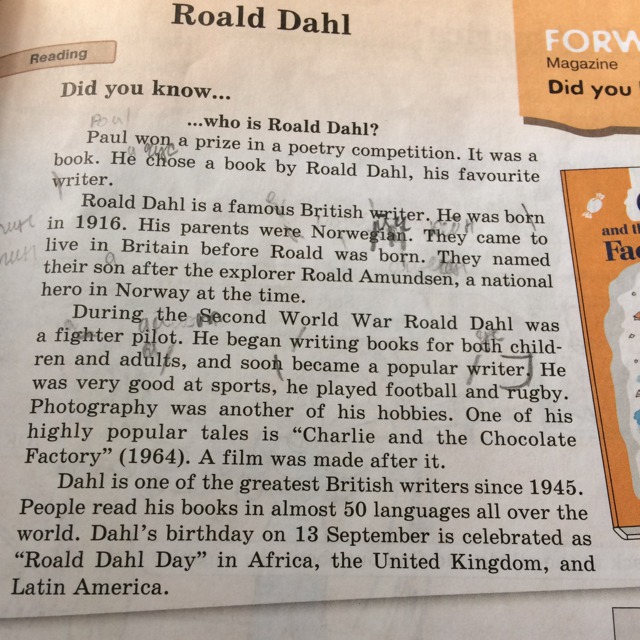 Roald Dahl
Reading
FORW
Magazine
Did you
Did you know...
...who is Roald Dahl?
Paul won a prize in a poetry competition. It was a
book. He chose a book by Roald Dahl, his favourite
writer.
Roald Dahl is a famous British writer. He was born
in 1916. His parents were Norwegian. They came to
live in Britain before Roald was born. They named
their son after the explorer Roald Amundsen, a national
hero in Norway at the time.
During the Second World War Roald Dahl was
a fighter pilot. He began writing books for both child-
ren and adults, and soon became a popular writer. He
was very good at sports, he played football and rugby.
Photography was another of his hobbies. One of his
highly popular tales is “Charlie and the Chocolate
Factory” (1964). A film was made after it.
Dahl is one of the greatest British writers since 1945.
People read his books in almost 50 languages all over the
world. Dahl’s birthday on 13 September is celebrated as
“Roald Dahl Day” in Africa, the United Kingdom, and
Latin America.
and th
Fac